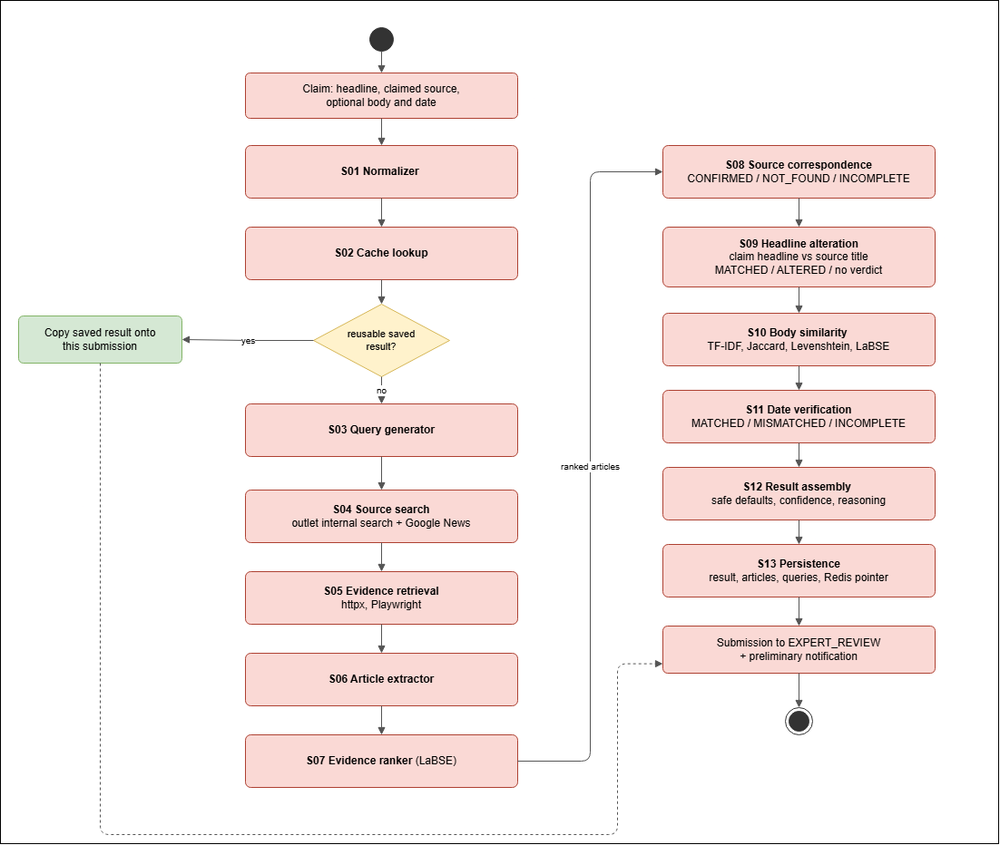 Claim: headline, claimed source,
optional body and date
S01 Normalizer
S02 Cache lookup
reusable saved
result?
yes
Copy saved result onto
this submission
no
S03 Query generator
S04 Source search
outlet internal search + Google News
S05 Evidence retrieval
httpx, Playwright
S06 Article extractor
S07 Evidence ranker (LaBSE)
ranked articles
S08 Source correspondence
CONFIRMED / NOT_FOUND / INCOMPLETE
S09 Headline alteration
claim headline vs source title
MATCHED / ALTERED / no verdict
S10 Body similarity
TF-IDF, Jaccard, Levenshtein, LaBSE
S11 Date verification
MATCHED / MISMATCHED / INCOMPLETE
S12 Result assembly
safe defaults, confidence, reasoning
S13 Persistence
result, articles, queries, Redis pointer
Submission to EXPERT_REVIEW
+ preliminary notification